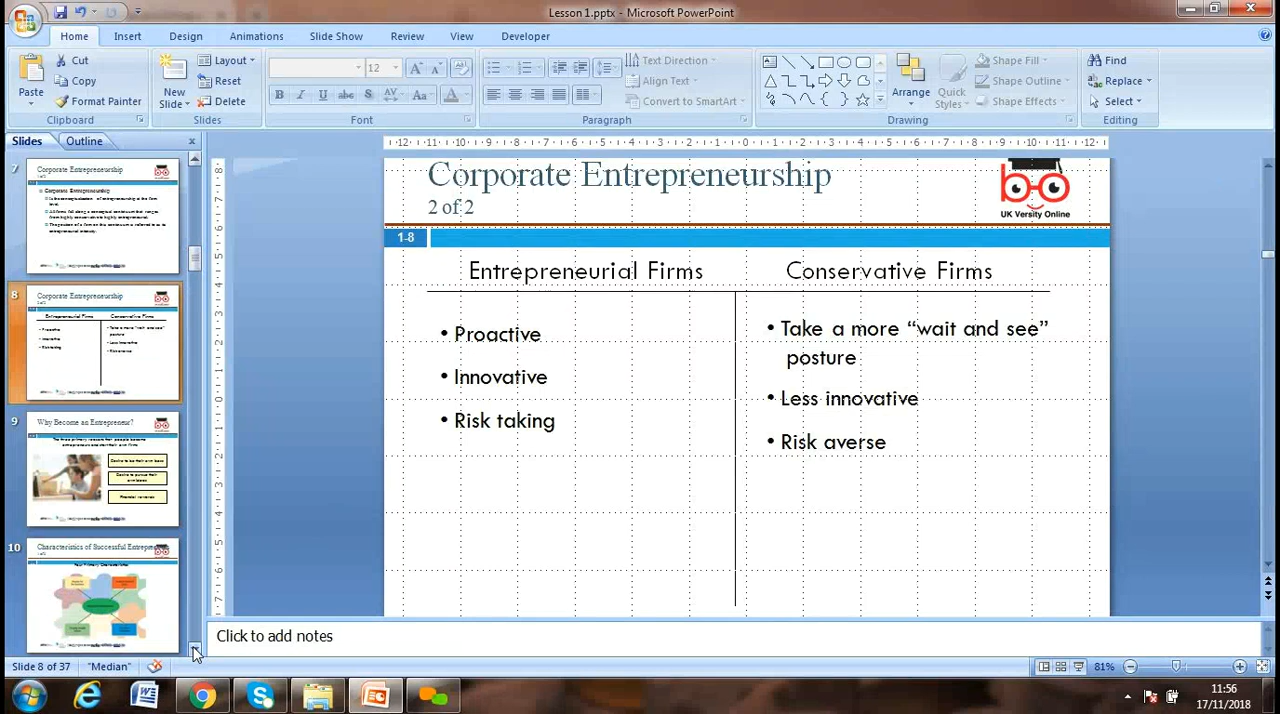 Lesson 1.pptx - Microsoft PowerPoint
Home Insert Design Slide Show Animations Review View Developer
Paste
Cut
Copy
Format Painter
Clipboard
New Slide
Layout
Reset
Delete
Slides
12
Font
Text Direction
Align Text
Convert to SmartArt
Paragraph
Arrange
Quick Styles
Shape Fill
Shape Outline
Shape Effects
Drawing
Find
Replace
Select
Editing
Slides Outline
7
Corporate Entrepreneurship
8
Corporate Entrepreneurship
Entrepreneurial Firms Conservative Firms
9
Why Become an Entrepreneur?
10
Characteristics of Successful Entrepreneurs
Corporate Entrepreneurship
2 of 2
UK Versity Online
1-8
Entrepreneurial Firms Conservative Firms
• Proactive
• Innovative
• Risk taking
• Take a more “wait and see”
posture
• Less innovative
• Risk averse
Click to add notes
Slide 8 of 37 "Median" 81%
11:56
17/11/2018